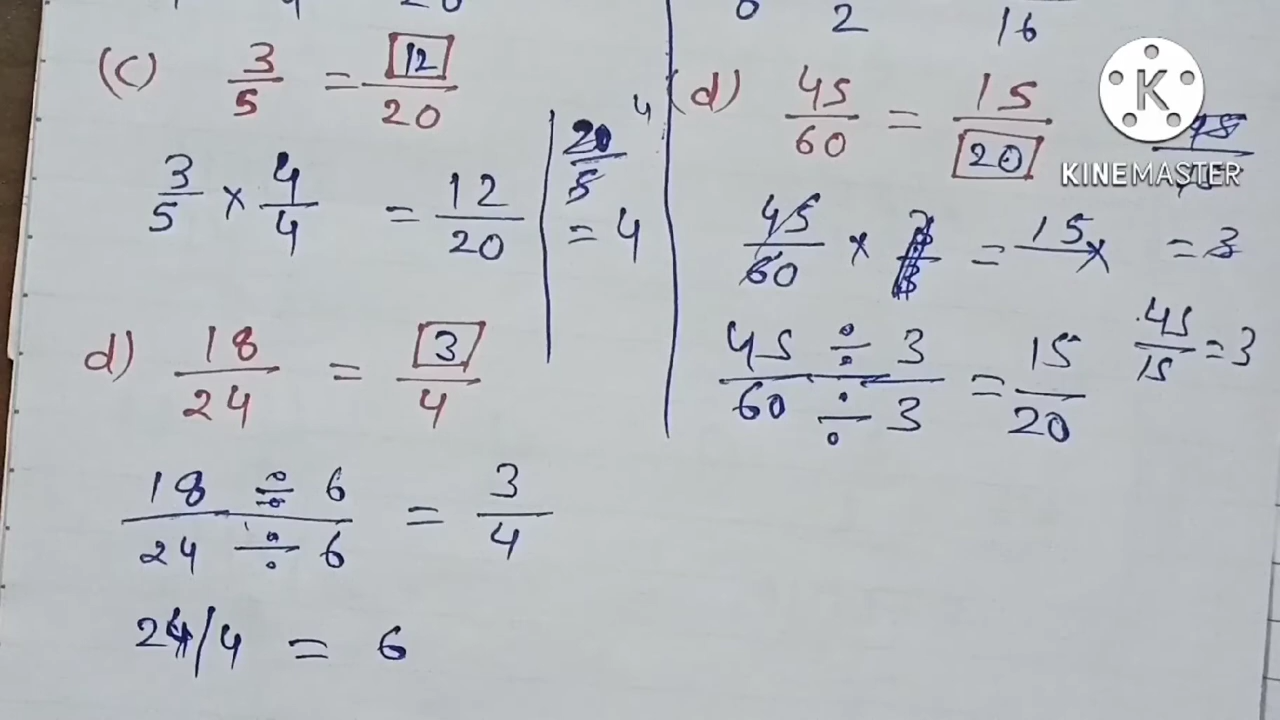 20
(c) 3/5 = 12/20
3/5 × 4/4 = 12/20
20/5 4
= 4
d) 18/24 = 3/4
18 ÷ 6 / 24 ÷ 6 = 3/4
24/4 = 6
2 16
(d) 45/60 = 15/20
45/60 × = 15/×
= 3
45 ÷ 3 / 60 ÷ 3 = 15/20
45/15 = 3
K
KINEMASTER